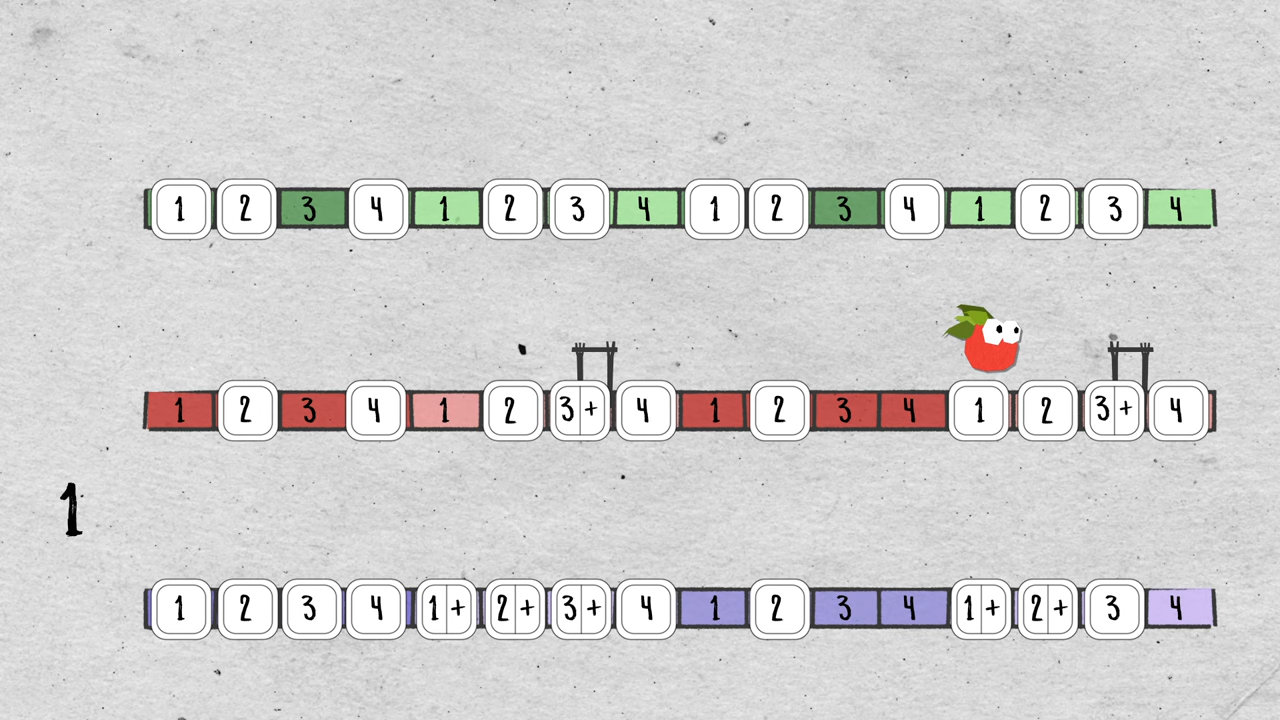 1 2 3 4 1 2 3 4 1 2 3 4 1 2 3 4
1 2 3 4 1 2 3+ 4 1 2 3 4 1 2 3+ 4
1
1 2 3 4 1+ 2+ 3+ 4 1 2 3 4 1+ 2+ 3 4